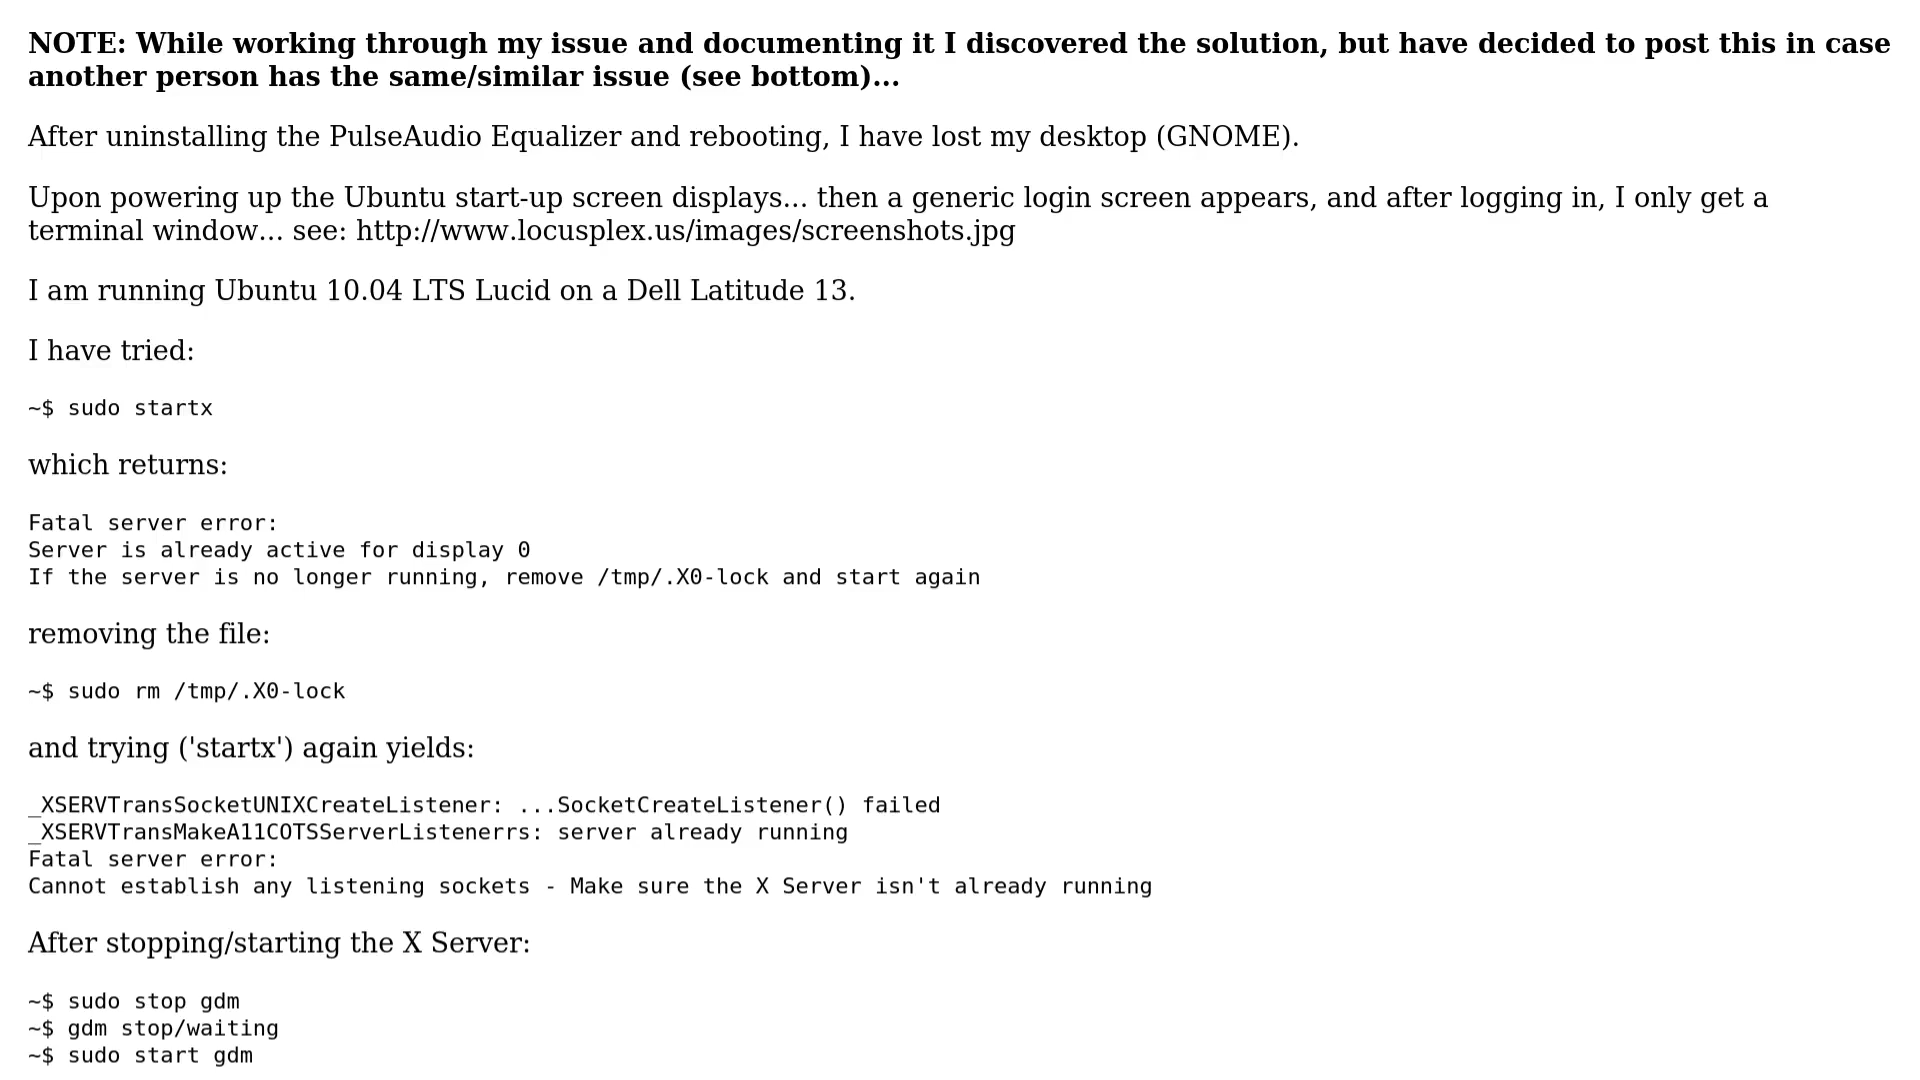 NOTE: While working through my issue and documenting it I discovered the solution, but have decided to post this in case
another person has the same/similar issue (see bottom)...
After uninstalling the PulseAudio Equalizer and rebooting, I have lost my desktop (GNOME).
Upon powering up the Ubuntu start-up screen displays... then a generic login screen appears, and after logging in, I only get a
terminal window... see: http://www.locusplex.us/images/screenshots.jpg
I am running Ubuntu 10.04 LTS Lucid on a Dell Latitude 13.
I have tried:
~$ sudo startx
which returns:
Fatal server error:
Server is already active for display 0
If the server is no longer running, remove /tmp/.X0-lock and start again
removing the file:
~$ sudo rm /tmp/.X0-lock
and trying ('startx') again yields:
_XSERVTransSocketUNIXCreateListener: ...SocketCreateListener() failed
_XSERVTransMakeA11COTSServerListenerrs: server already running
Fatal server error:
Cannot establish any listening sockets - Make sure the X Server isn't already running
After stopping/starting the X Server:
~$ sudo stop gdm
~$ gdm stop/waiting
~$ sudo start gdm